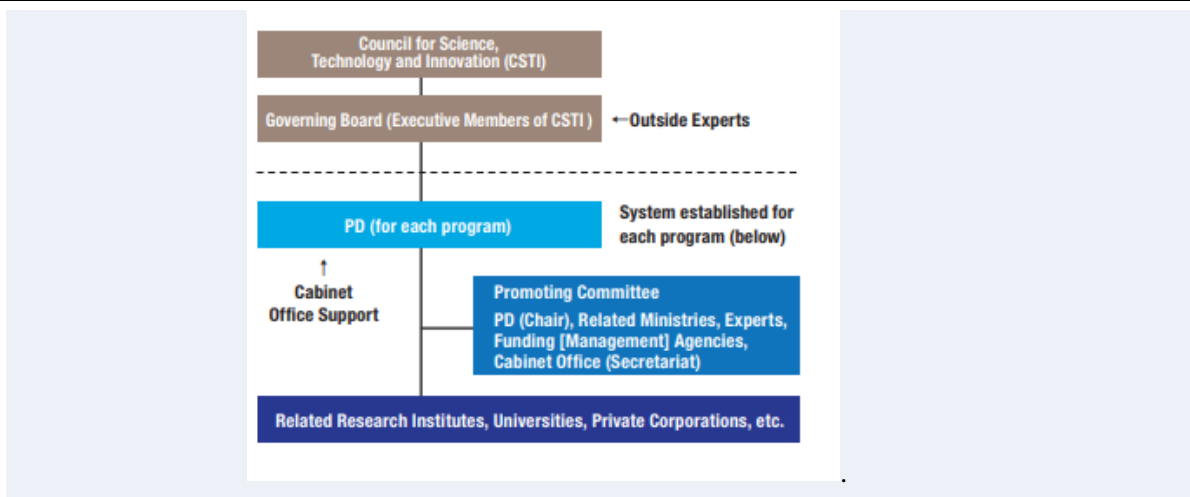 Council for Science,
Technology and Innovation (CSTI)
Governing Board (Executive Members of CSTI )
←Outside Experts
PD (for each program)
System established for
each program (below)
↑
Cabinet
Office Support
Promoting Committee
PD (Chair), Related Ministries, Experts,
Funding [Management] Agencies,
Cabinet Office (Secretariat)
Related Research Institutes, Universities, Private Corporations, etc.
.